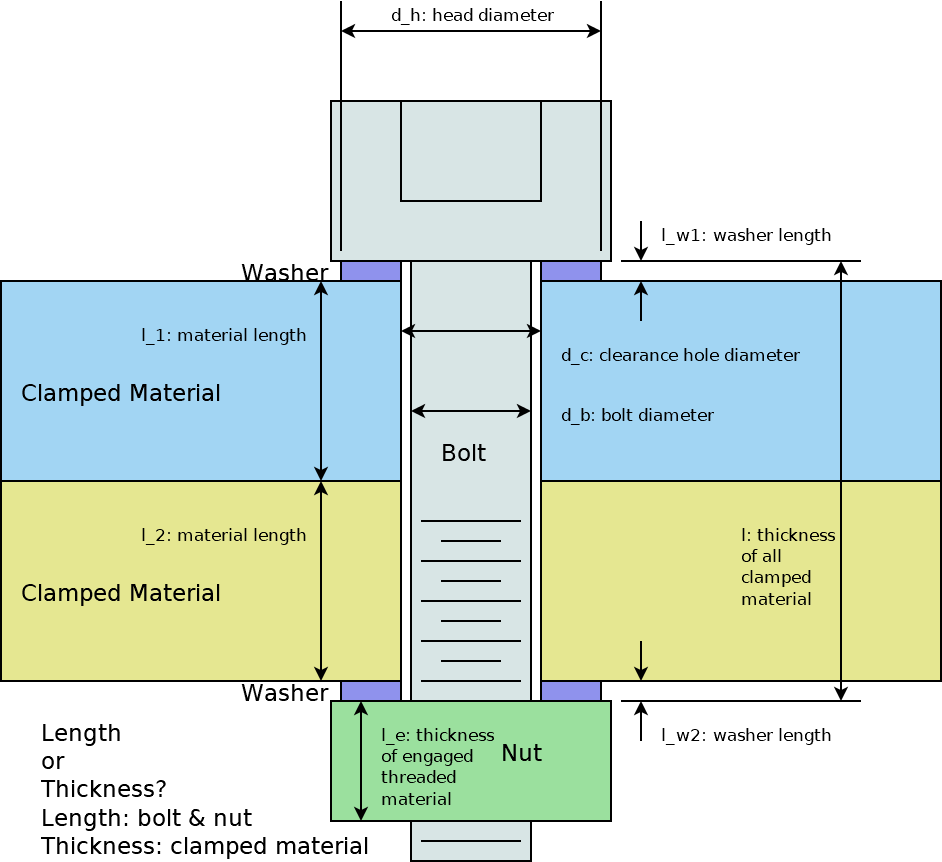 d_h: head diameter
l_w1: washer length
Washer
l_1: material length
d_c: clearance hole diameter
Clamped Material
d_b: bolt diameter
Bolt
l_2: material length
l: thickness
of all
clamped
material
Clamped Material
Washer
l_w2: washer length
l_e: thickness
of engaged
threaded
material
Nut
Length
or
Thickness?
Length: bolt & nut
Thickness: clamped material